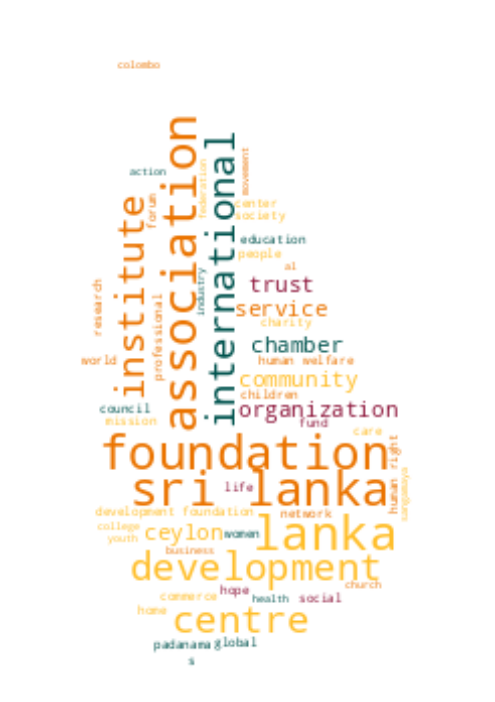 colombo
association
international
institute
action
forum
federation
movement
center
society
education
people
al
industry
trust
research
professional
service
charity
chamber
world
human welfare
community
children
council
organization
mission
fund
care
foundation
human right
sri lanka
life
sangamaya
development foundation
network
college
ceylon
women
lanka
youth
business
development
church
hope
commerce
health
social
home
centre
padanama
global
s